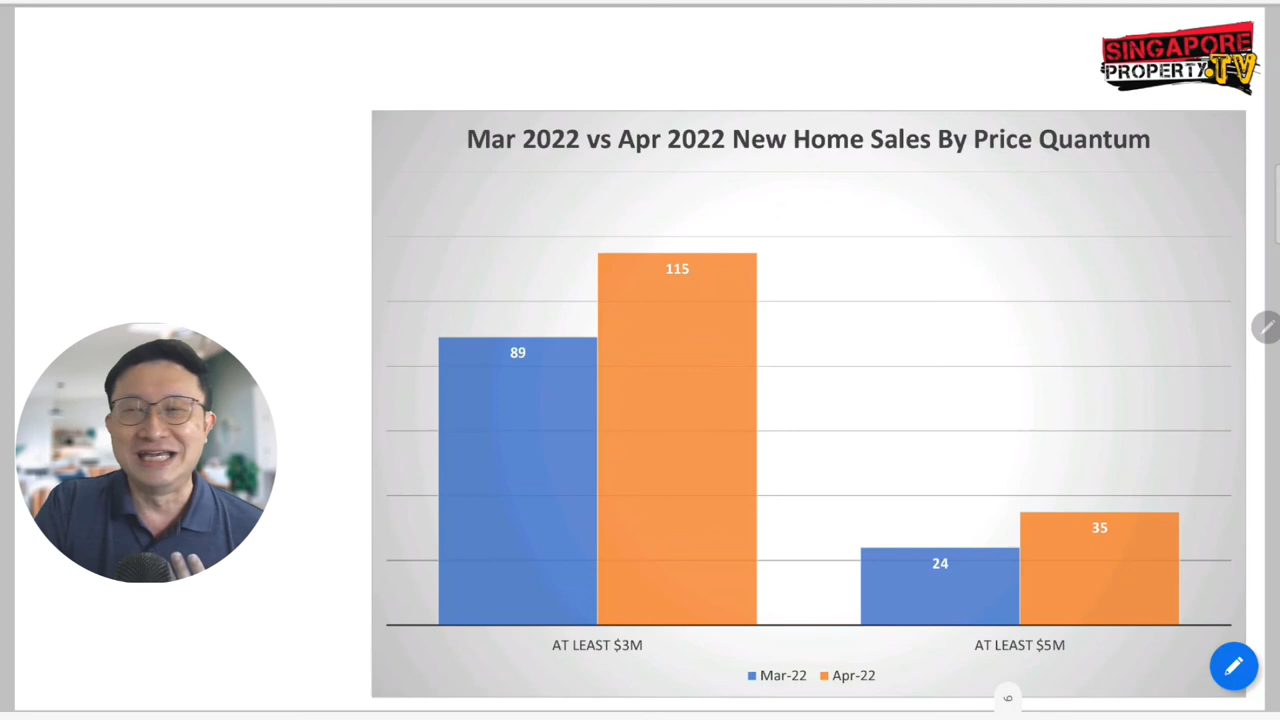 SINGAPORE
PROPERTY.TV
Mar 2022 vs Apr 2022 New Home Sales By Price Quantum
115
89
35
24
AT LEAST $3M
AT LEAST $5M
Mar-22
Apr-22
6